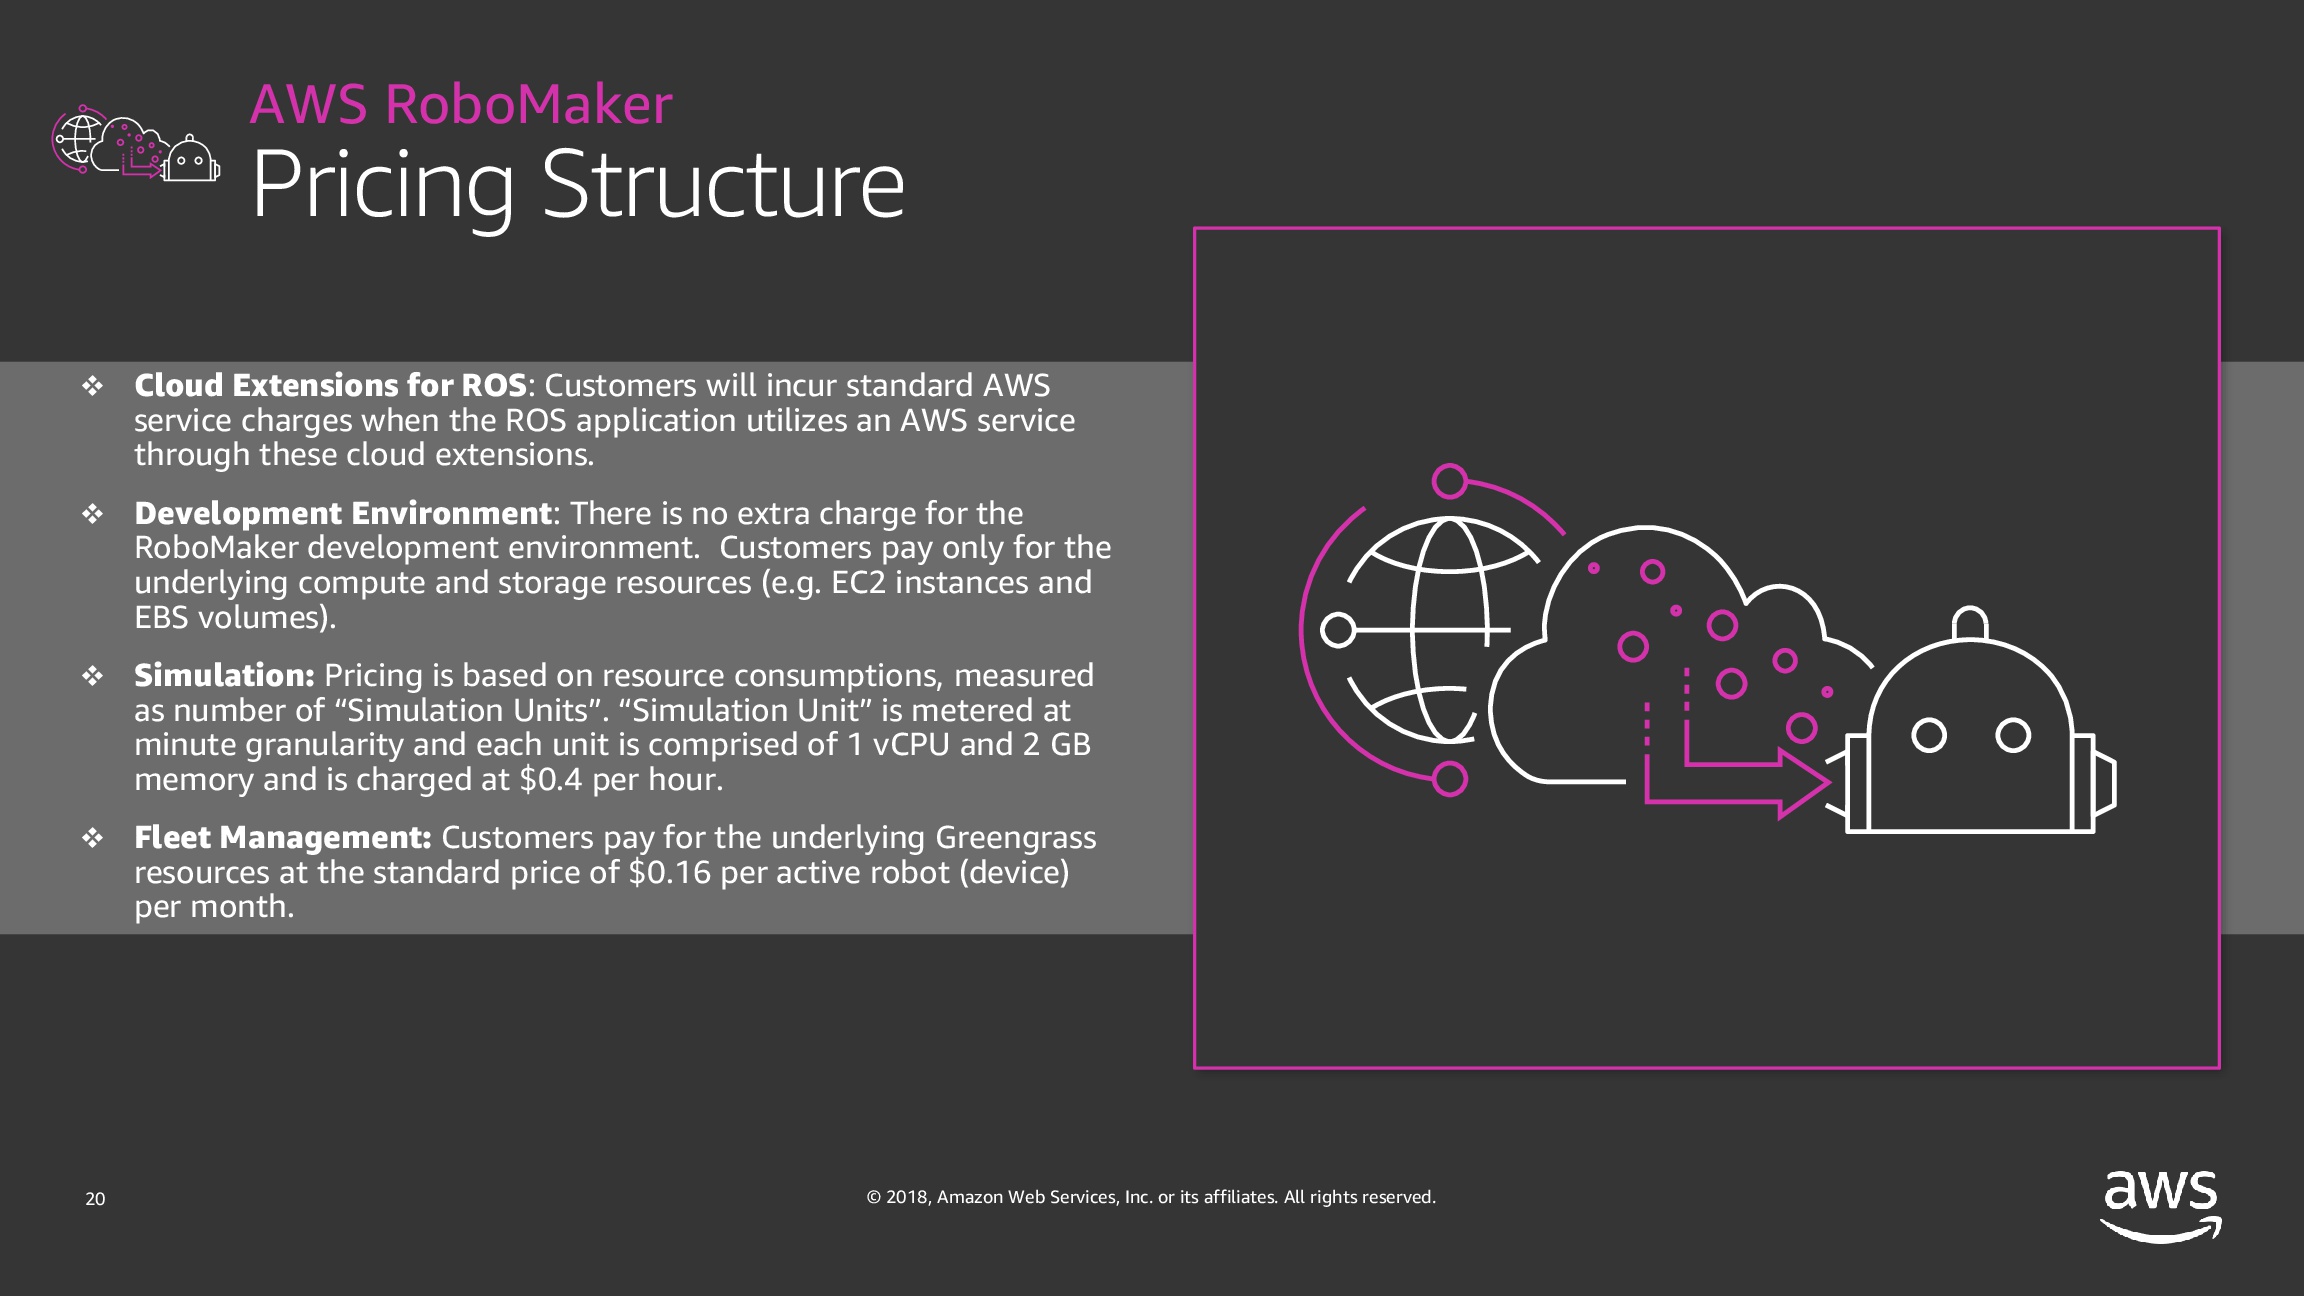 AWS RoboMaker
Pricing Structure
❖ Cloud Extensions for ROS: Customers will incur standard AWS
service charges when the ROS application utilizes an AWS service
through these cloud extensions.
❖ Development Environment: There is no extra charge for the
RoboMaker development environment.  Customers pay only for the
underlying compute and storage resources (e.g. EC2 instances and
EBS volumes).
❖ Simulation: Pricing is based on resource consumptions, measured
as number of “Simulation Units”. “Simulation Unit” is metered at
minute granularity and each unit is comprised of 1 vCPU and 2 GB
memory and is charged at $0.4 per hour.
❖ Fleet Management: Customers pay for the underlying Greengrass
resources at the standard price of $0.16 per active robot (device)
per month.
20
© 2018, Amazon Web Services, Inc. or its affiliates. All rights reserved.
aws